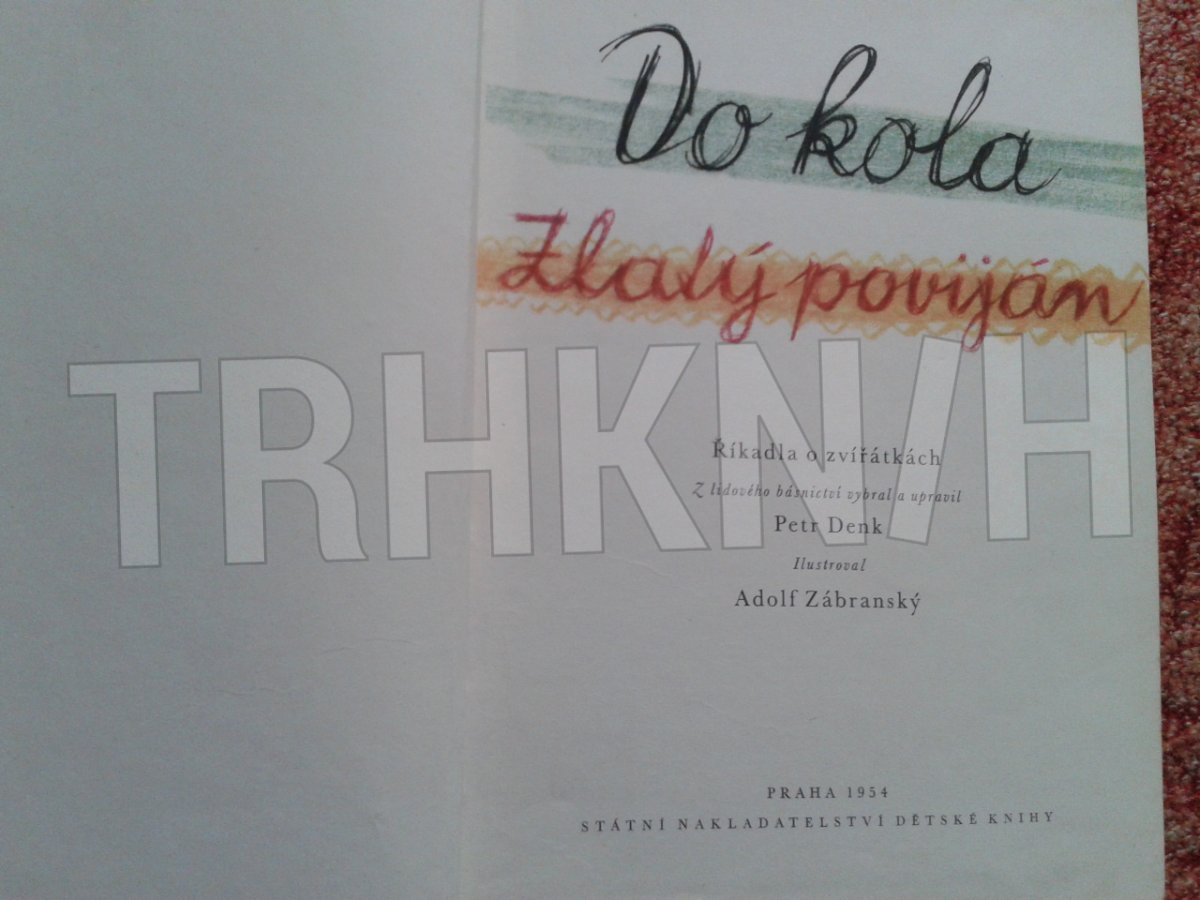 Do kola
Zlatý poviján
TRHKNIH
Říkadla o zvířátkách
Z lidového básnictví vybral a upravil
Petr Denk
Ilustroval
Adolf Zábranský
PRAHA 1954
STÁTNÍ NAKLADATELSTVÍ DĚTSKÉ KNIHY